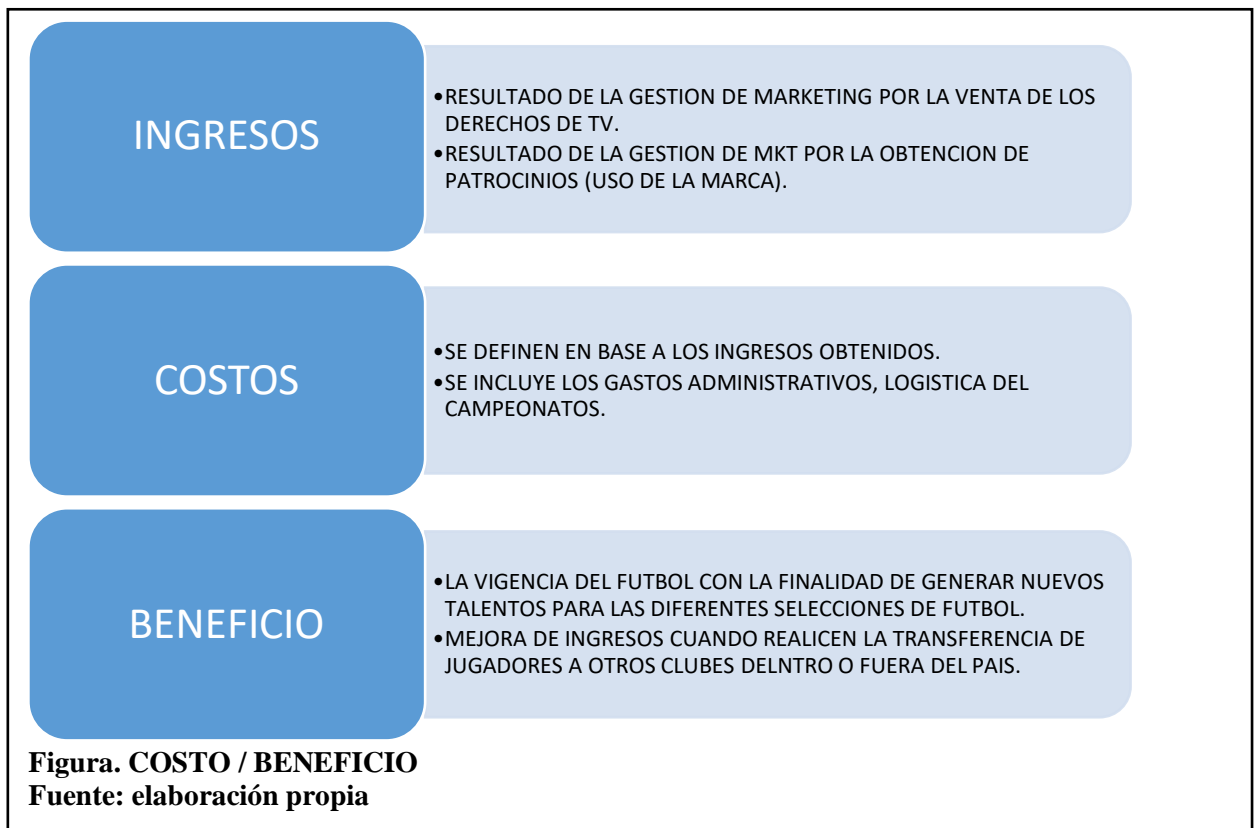 INGRESOS
•RESULTADO DE LA GESTION DE MARKETING POR LA VENTA DE LOS
DERECHOS DE TV.
•RESULTADO DE LA GESTION DE MKT POR LA OBTENCION DE
PATROCINIOS (USO DE LA MARCA).
COSTOS
•SE DEFINEN EN BASE A LOS INGRESOS OBTENIDOS.
•SE INCLUYE LOS GASTOS ADMINISTRATIVOS, LOGISTICA DEL
CAMPEONATOS.
BENEFICIO
•LA VIGENCIA DEL FUTBOL CON LA FINALIDAD DE GENERAR NUEVOS
TALENTOS PARA LAS DIFERENTES SELECCIONES DE FUTBOL.
•MEJORA DE INGRESOS CUANDO REALICEN LA TRANSFERENCIA DE
JUGADORES A OTROS CLUBES DELNTRO O FUERA DEL PAIS.
Figura. COSTO / BENEFICIO
Fuente: elaboración propia